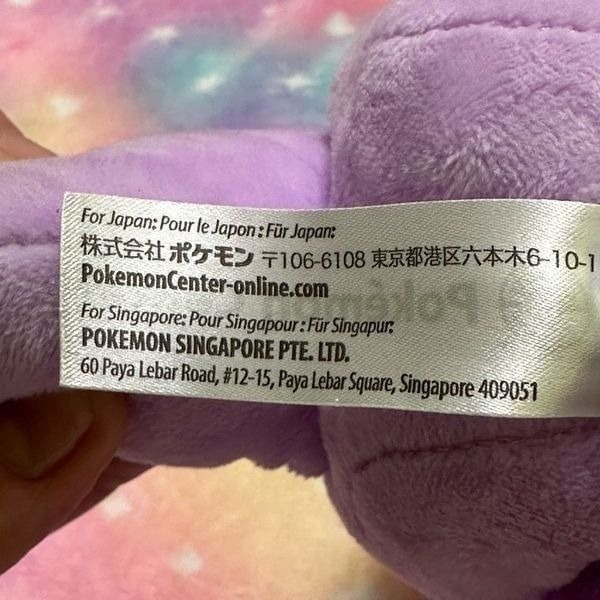 For Japan: Pour le Japon : Für Japan:
株式会社 ポケモン 〒106-6108 東京都港区六本木6-10-1
PokemonCenter-online.com
For Singapore: Pour Singapour : Für Singapur:
POKEMON SINGAPORE PTE. LTD.
60 Paya Lebar Road, #12-15, Paya Lebar Square, Singapore 409051